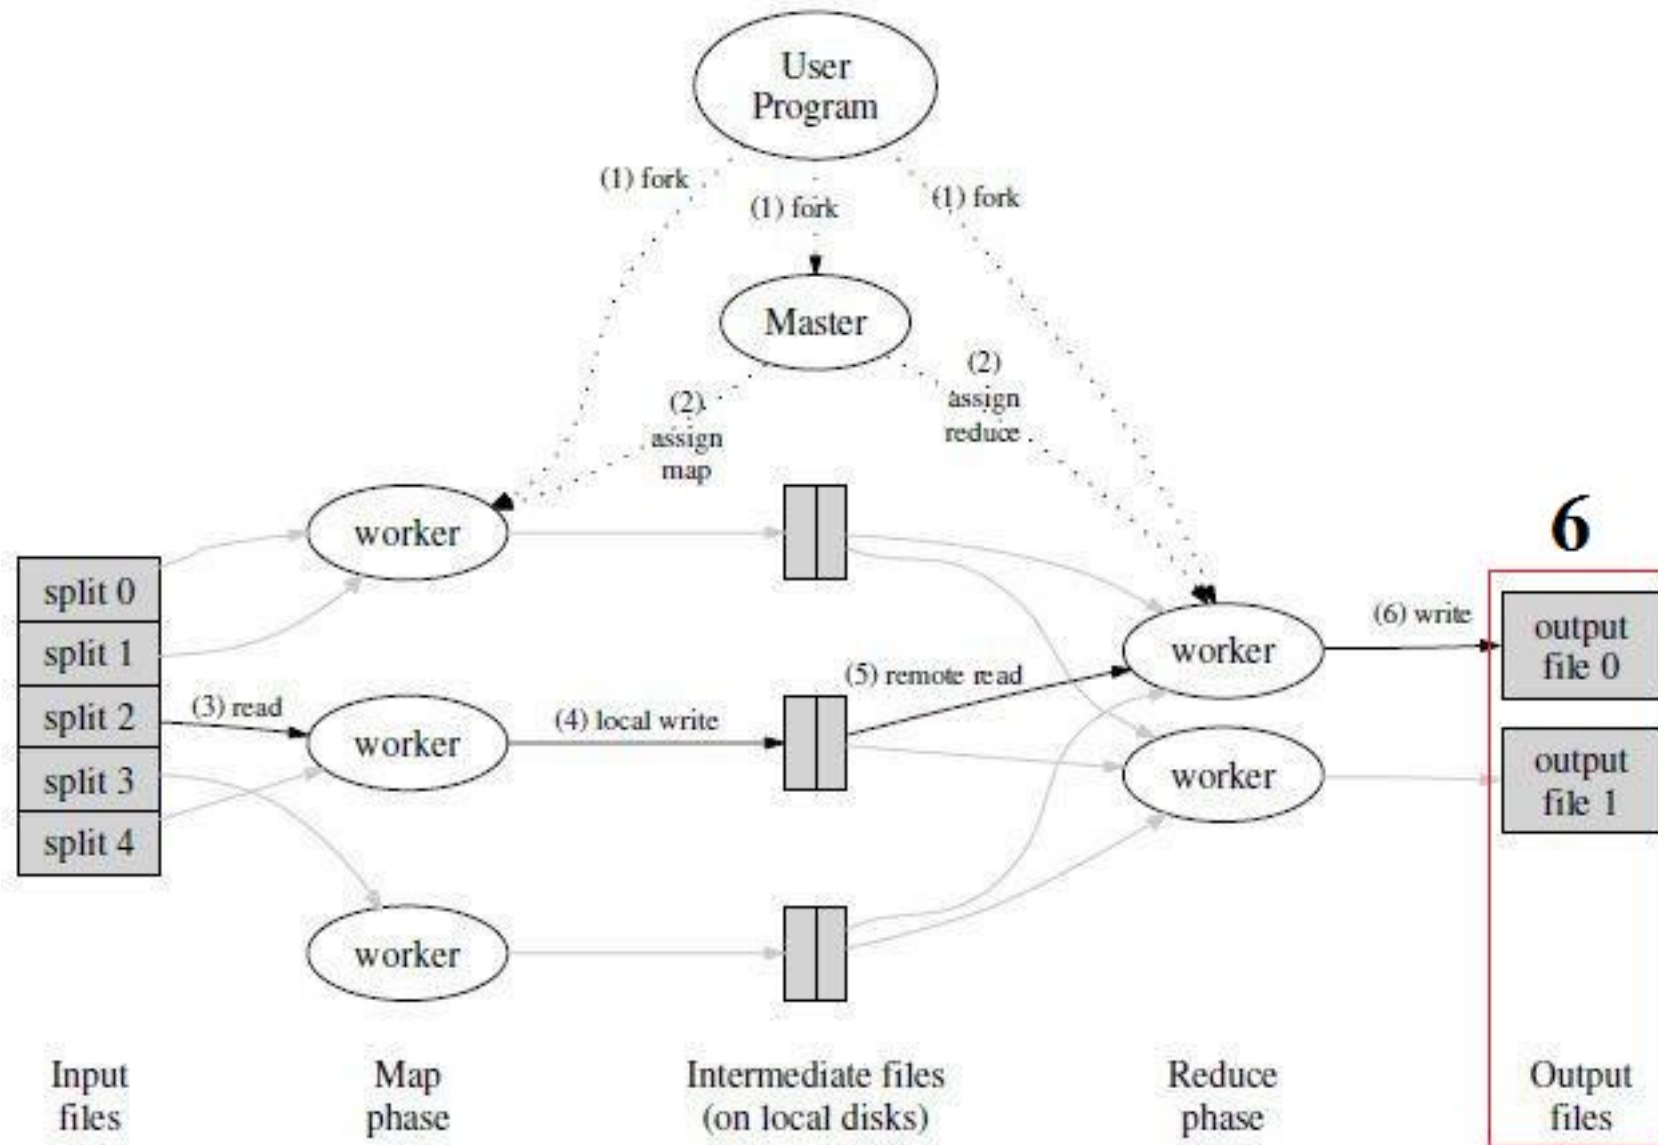 User
Program
(1) fork
(1) fork
(1) fork
Master
(2)
assign
map
(2)
assign
reduce
worker
split 0
split 1
split 2
split 3
split 4
(3) read
worker
(4) local write
worker
(5) remote read
worker
worker
(6) write
6
output
file 0
output
file 1
Input
files
Map
phase
Intermediate files
(on local disks)
Reduce
phase
Output
files